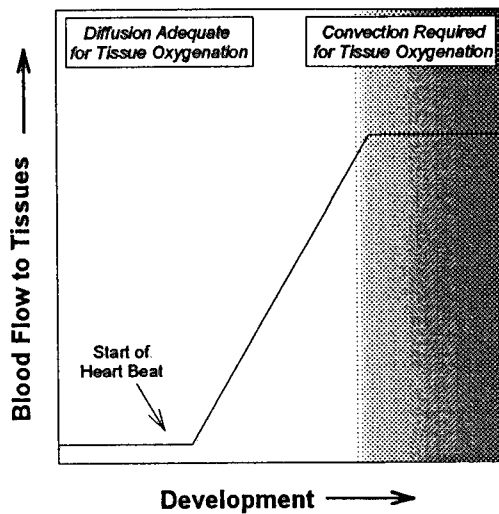 Diffusion Adequate
for Tissue Oxygenation
Convection Required
for Tissue Oxygenation
Blood Flow to Tissues
Start of
Heart Beat
Development